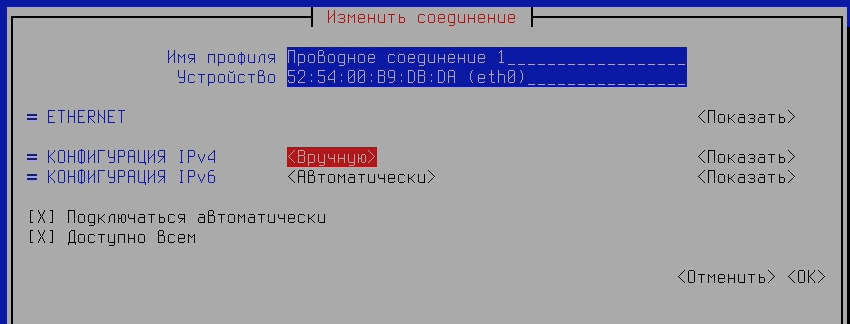 Изменить соединение
Имя профиля Проводное соединение 1__________________
Устройство 52:54:00:B9:DB:DA (eth0)________________
= ETHERNET <Показать>
= КОНФИГУРАЦИЯ IPv4 <Вручную> <Показать>
= КОНФИГУРАЦИЯ IPv6 <Автоматически> <Показать>
[X] Подключаться автоматически
[X] Доступно всем
<Отменить> <OK>